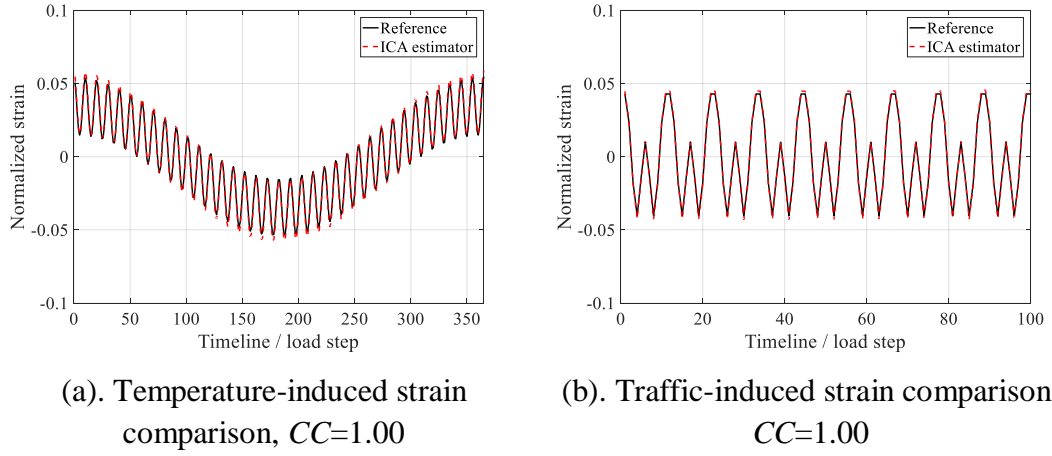 0.1
0.05
0
-0.05
-0.1
Normalized strain
Reference
ICA estimator
0 50 100 150 200 250 300 350
Timeline / load step
(a). Temperature-induced strain
comparison, CC=1.00
0.1
0.05
0
-0.05
-0.1
Normalized strain
Reference
ICA estimator
0 20 40 60 80 100
Timeline / load step
(b). Traffic-induced strain comparison
CC=1.00